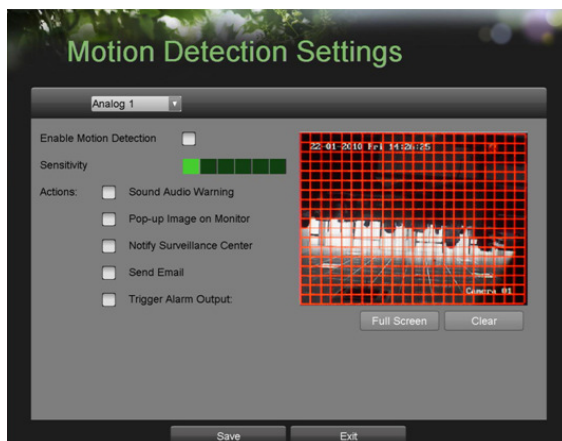 Motion Detection Settings
Analog 1
Enable Motion Detection
Sensitivity
Actions:
Sound Audio Warning
Pop-up Image on Monitor
Notify Surveillance Center
Send Email
Trigger Alarm Output:
22-01-2010 Fri 14:26:25
Camera 01
Full Screen
Clear
Save
Exit